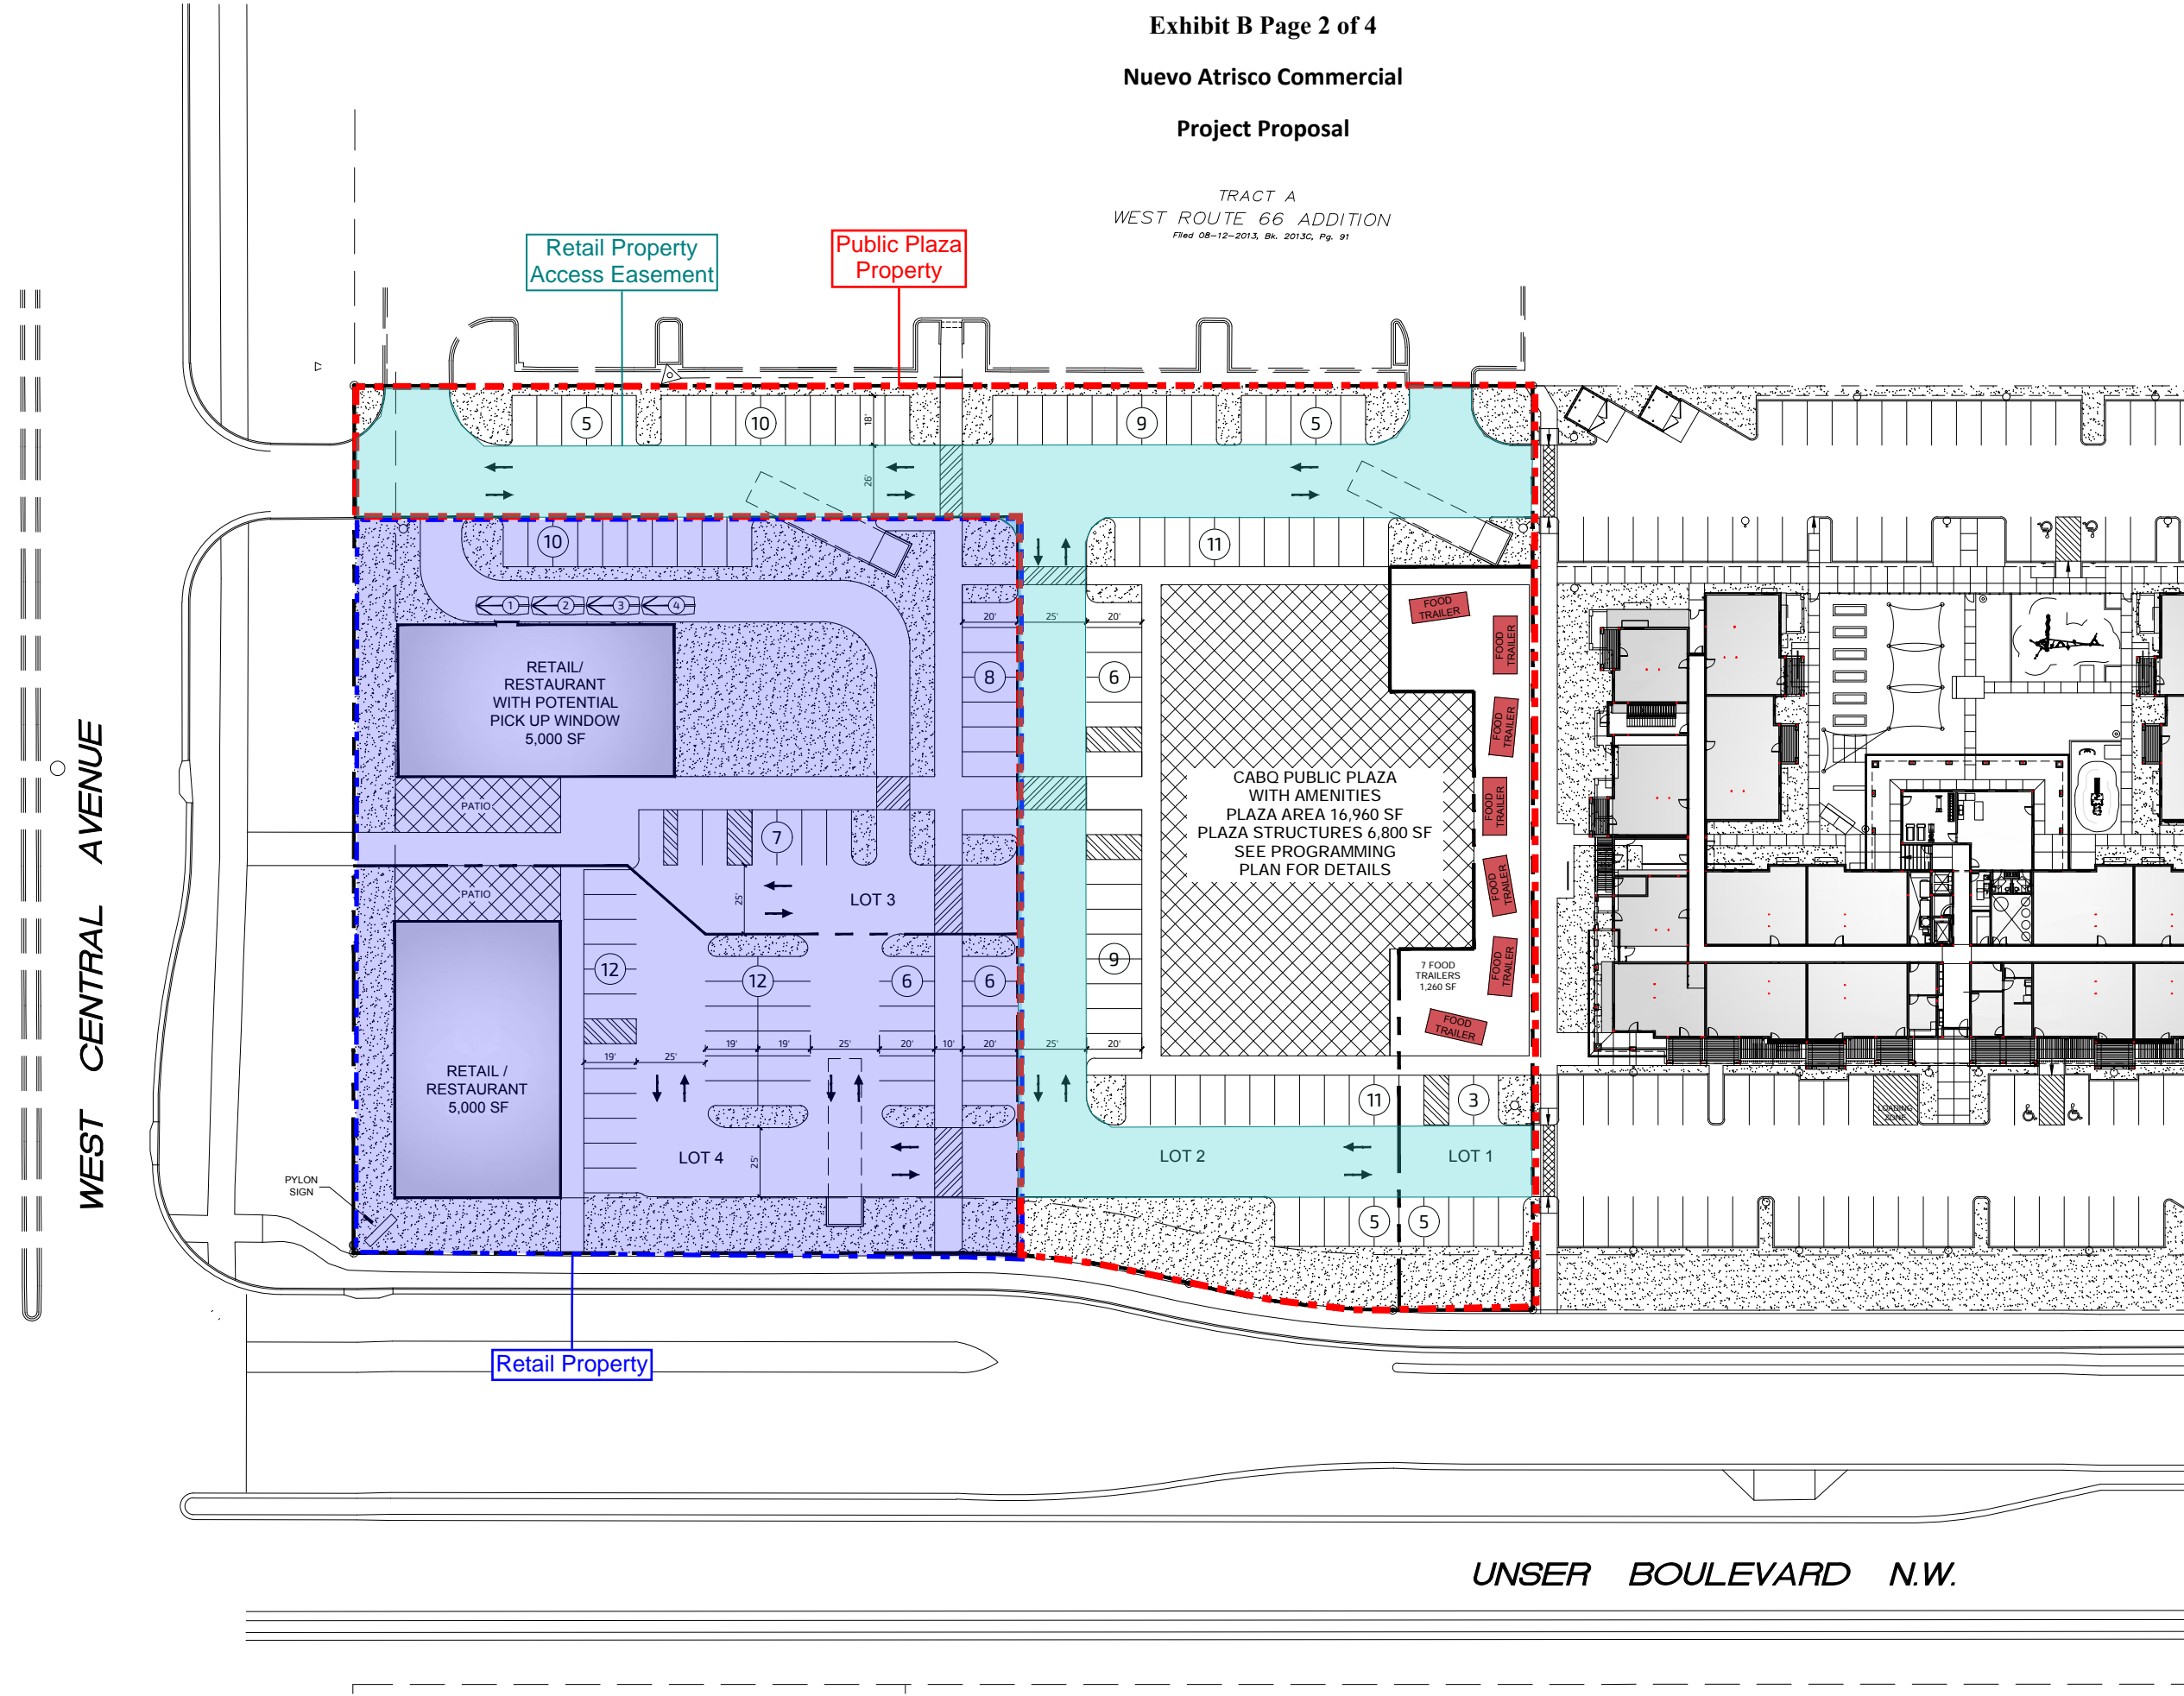 Exhibit B Page 2 of 4
Nuevo Atrisco Commercial
Project Proposal
TRACT A
WEST ROUTE 66 ADDITION
Filed 08-12-2013, Bk. 2013C, Pg. 91
Retail Property
Access Easement
Public Plaza
Property
5
10
9
5
18'
26'
10
11
1
2
3
4
FOOD
TRAILER
FOOD
TRAILER
20'
25'
20'
RETAIL/
RESTAURANT
WITH POTENTIAL
PICK UP WINDOW
5,000 SF
8
6
FOOD
TRAILER
WEST CENTRAL AVENUE
CABQ PUBLIC PLAZA
WITH AMENITIES
PLAZA AREA 16,960 SF
PLAZA STRUCTURES 6,800 SF
SEE PROGRAMMING
PLAN FOR DETAILS
FOOD
TRAILER
PATIO
7
PATIO
25'
LOT 3
FOOD
TRAILER
12
12
6
6
9
7 FOOD
TRAILERS
1,260 SF
FOOD
TRAILER
FOOD
TRAILER
19'
25'
19'
19'
25'
20'
10'
20'
25'
20'
RETAIL /
RESTAURANT
5,000 SF
11
3
LOADING
ZONE
LOT 4
25'
LOT 2
LOT 1
PYLON
SIGN
5
5
Retail Property
UNSER BOULEVARD N.W.